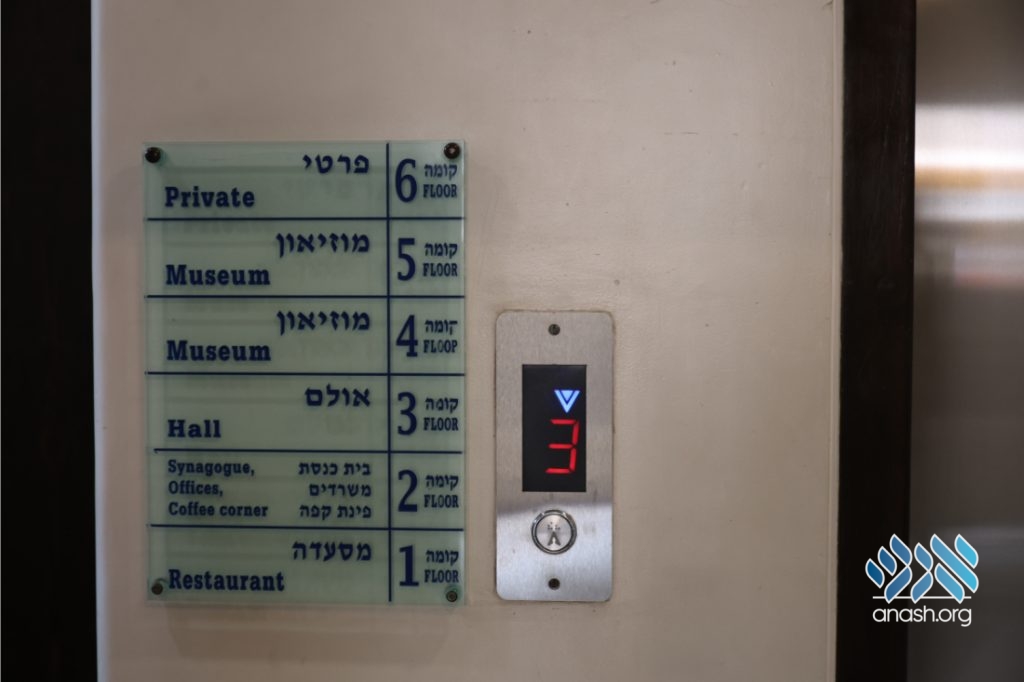 פרטי
Private
6 קומה
FLOOR
מוזיאון
Museum
5 קומה
FLOOR
מוזיאון
Museum
4 קומה
FLOOP
אולם
Hall
3 קומה
FLOOR
Synagogue, בית כנסת
Offices, משרדים
Coffee corner פינת קפה
2 קומה
FLOOR
מסעדה
Restaurant
1 קומה
FLOOR
3
אנש
anash.org